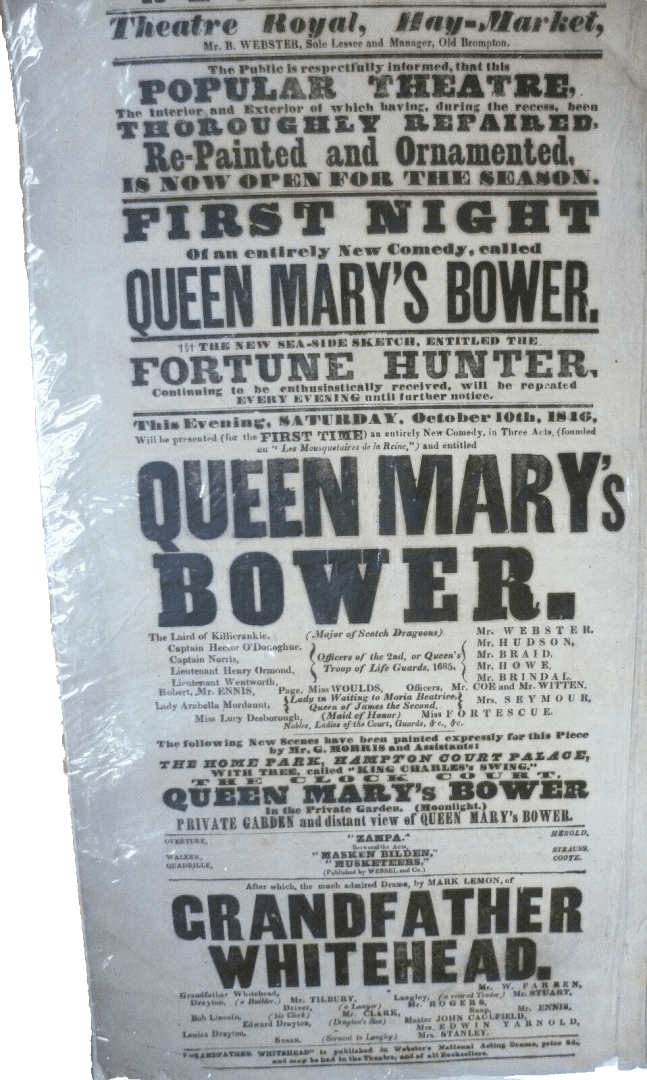 Theatre Royal, Hay-Market,
Mr. B. WEBSTER, Sole Lessee and Manager, Old Brompton.
The Public is respectfully informed, that this
POPULAR THEATRE,
The Interior and Exterior of which having, during the recess, been
THOROUGHLY REPAIRED,
Re-Painted and Ornamented,
IS NOW OPEN FOR THE SEASON.
FIRST NIGHT
Of an entirely New Comedy, called
QUEEN MARY'S BOWER.
†‡† THE NEW SEA-SIDE SKETCH, ENTITLED THE
FORTUNE HUNTER,
Continuing to be enthusiastically received, will be repeated
EVERY EVENING until further notice.
This Evening, SATURDAY, October 10th, 1846,
Will be presented (for the FIRST TIME) an entirely New Comedy, in Three Acts, (founded
on "Les Mousquetaires de la Reine,") and entitled
QUEEN MARY's
BOWER.
The Laird of Killicrankie, (Major of Scotch Dragoons) Mr. WEBSTER,
Captain Hector O'Donoghue, Mr. HUDSON,
Captain Norris, Officers of the 2nd, or Queen's Mr. BRAID,
Lieutenant Henry Ormond, Troop of Life Guards, 1685. Mr. HOWE,
Lieutenant Wentworth, Mr. BRINDAL,
Robert, Mr. ENNIS, Page, Miss WOULDS, Officers, Mr. COE and Mr. WITTEN,
Lady Arabella Mordaunt, Lady in Waiting to Maria Beatrice Queen of James the Second, Mrs. SEYMOUR,
Miss Lucy Desborough, (Maid of Honor) Miss FORTESCUE.
Nobles, Ladies of the Court, Guards, &c., &c.
The following New Scenes have been painted expressly for this Piece
by Mr. G. MORRIS and Assistants:
THE HOME PARK, HAMPTON COURT PALACE,
WITH TREE, called "KING CHARLES's SWING."
THE CLOCK COURT.
QUEEN MARY's BOWER
In the Private Garden. (Moonlight.)
PRIVATE GARDEN and distant view of QUEEN MARY's BOWER.
OVERTURE, "ZAMPA." HEROLD,
Between the Acts,
WALZER, "MASKEN BILDEN," STRAUSS.
QUADRILLE, "MUSKETEERS," COOTE.
(Published by WESSEL and Co.)
After which, the much admired Drama, by MARK LEMON, of
GRANDFATHER
WHITEHEAD.
Grandfather Whitehead, Mr. W. FARREN,
Drayton, (a Builder,) Mr. TILBURY, Langley, (a retired Trader,) Mr. STUART,
Driver, (a Lawyer) Mr. ROGERS,
Bob Lincoln, (his Clerk) Mr. CLARK, Snap, Mr. ENNIS,
Edward Drayton, (Drayton's Son) Master JOHN CAULFIELD,
Louisa Drayton, Mrs. EDWIN YARNOLD,
Susan, (Servant to Langley) Mrs. STANLEY.
"GRANDFATHER WHITEHEAD" is published in Webster's National Acting Drama, price 6d.,
and may be had in the Theatre, and of all Booksellers.